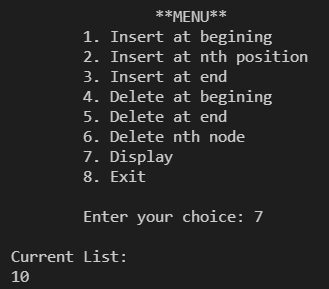 **MENU**
1. Insert at begining
2. Insert at nth position
3. Insert at end
4. Delete at begining
5. Delete at end
6. Delete nth node
7. Display
8. Exit
Enter your choice: 7
Current List:
10